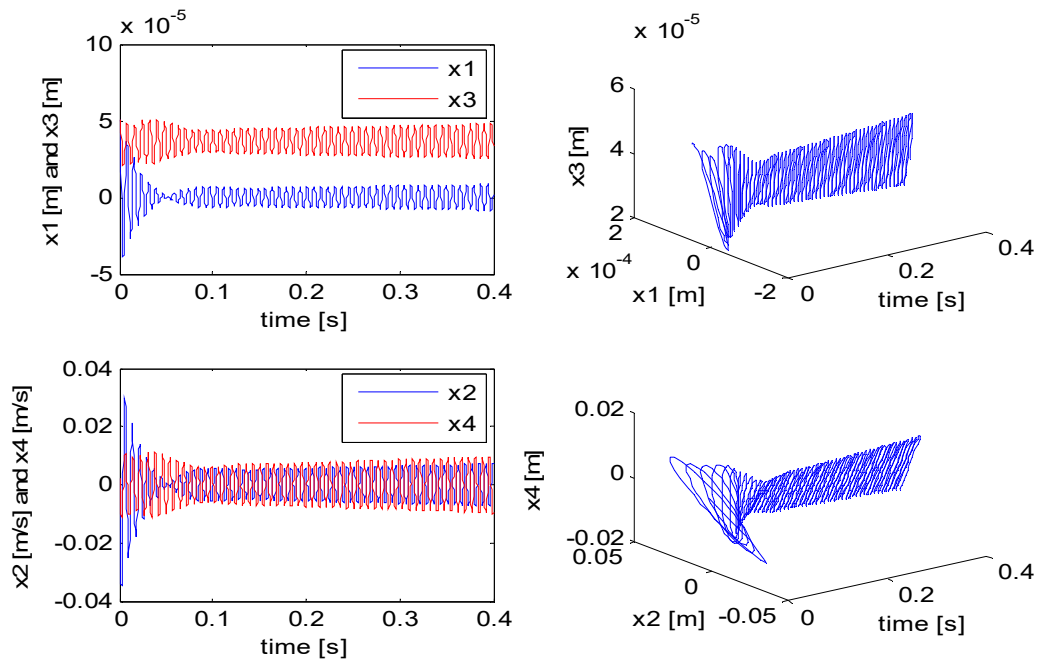 x 10^-5
10
5
0
-5
x1 [m] and x3 [m]
x1
x3
0
0.1
0.2
0.3
0.4
time [s]
x 10^-5
6
4
2
x3 [m]
2
0
-2
x 10^-4
x1 [m]
0
0.2
0.4
time [s]
0.04
0.02
0
-0.02
-0.04
x2 [m/s] and x4 [m/s]
x2
x4
0
0.1
0.2
0.3
0.4
time [s]
0.02
0
-0.02
x4 [m]
0.05
0
-0.05
x2 [m]
0
0.2
0.4
time [s]